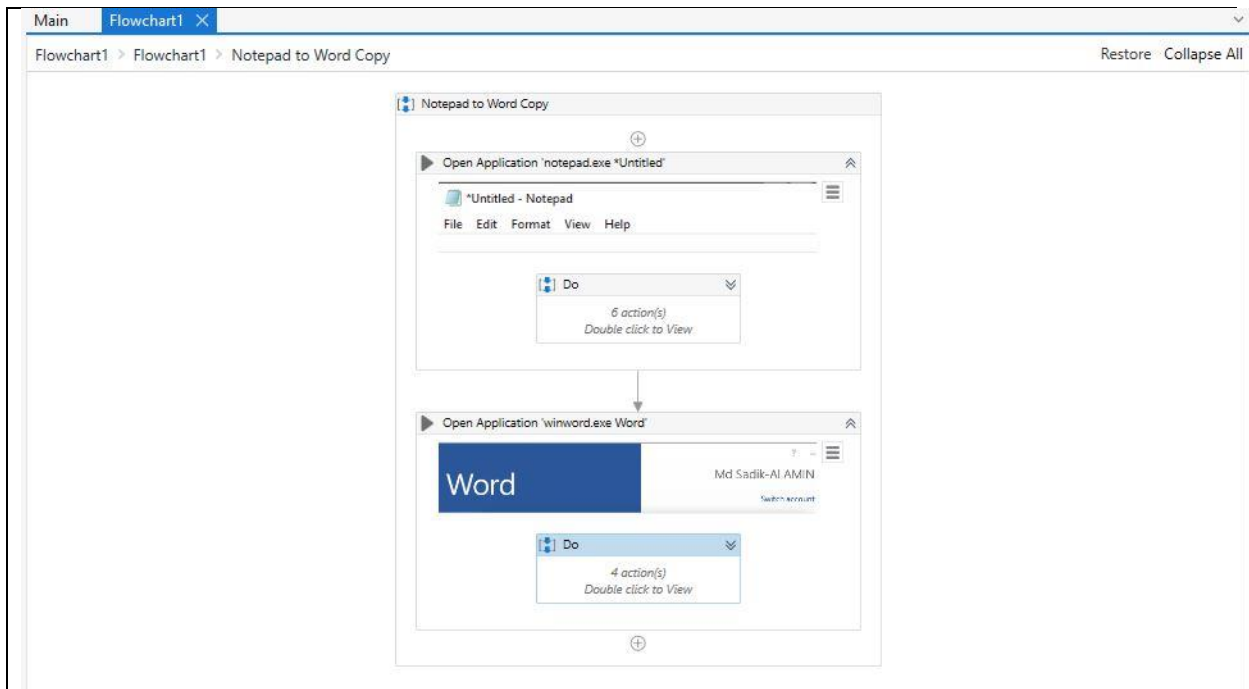 Main Flowchart1
Flowchart1 > Flowchart1 > Notepad to Word Copy Restore Collapse All
Notepad to Word Copy
Open Application 'notepad.exe *Untitled'
*Untitled - Notepad
File Edit Format View Help
Do
6 action(s)
Double click to View
Open Application 'winword.exe Word'
Word
Md Sadik-Al AMIN
Switch account
Do
4 action(s)
Double click to View